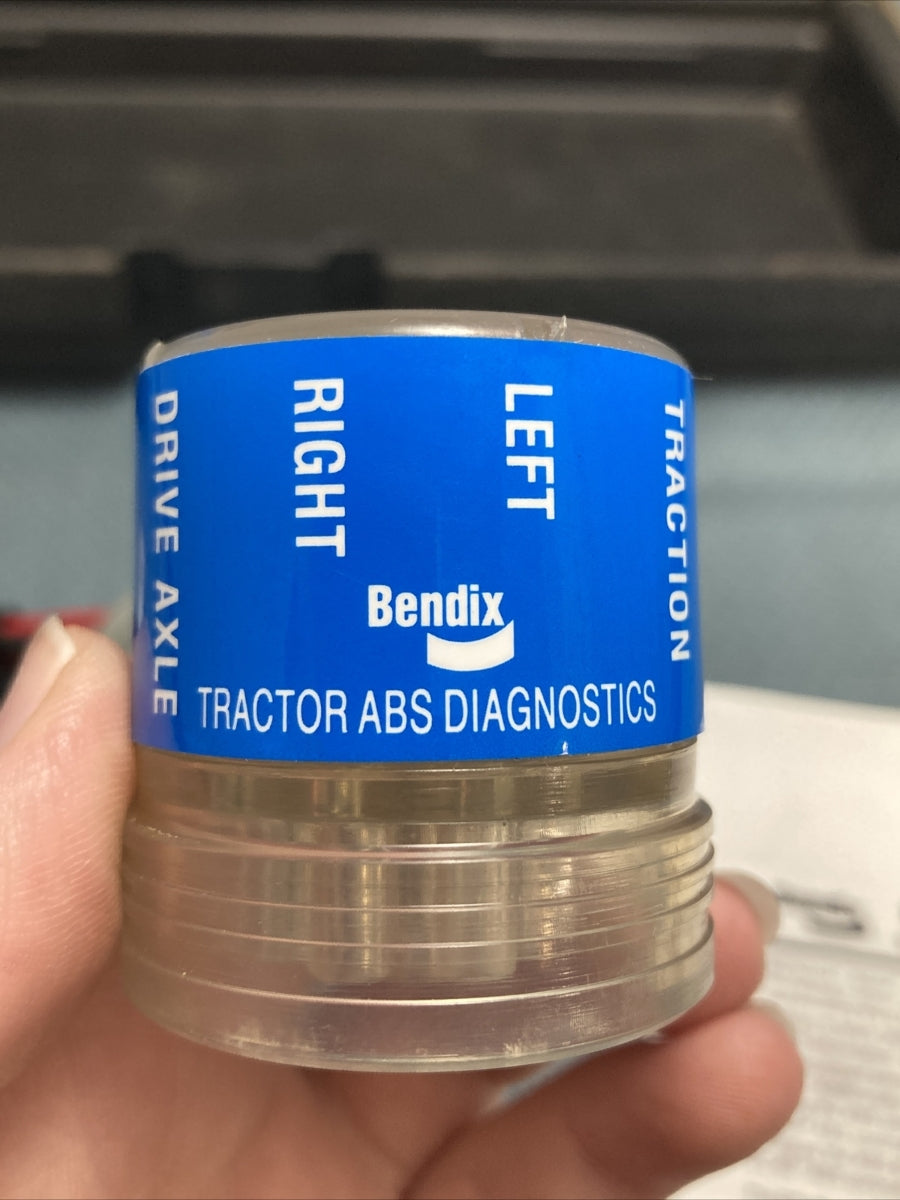 DRIVE AXLE
RIGHT
LEFT
TRACTION
Bendix
TRACTOR ABS DIAGNOSTICS